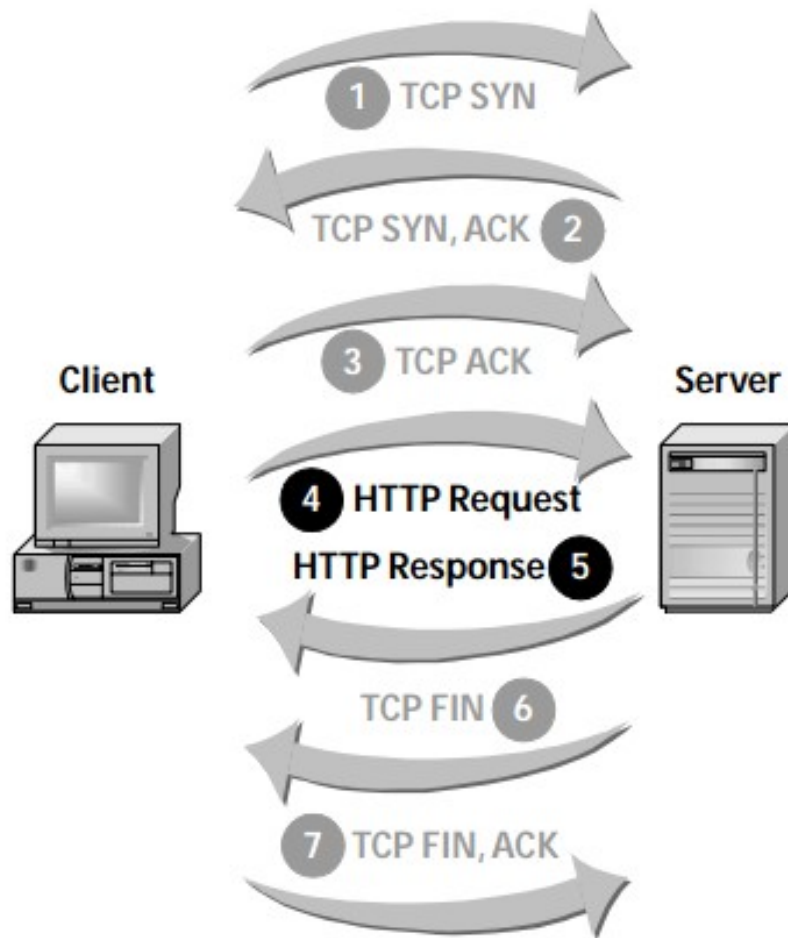 1 TCP SYN
TCP SYN, ACK 2
3 TCP ACK
Client
Server
4 HTTP Request
HTTP Response 5
TCP FIN 6
7 TCP FIN, ACK